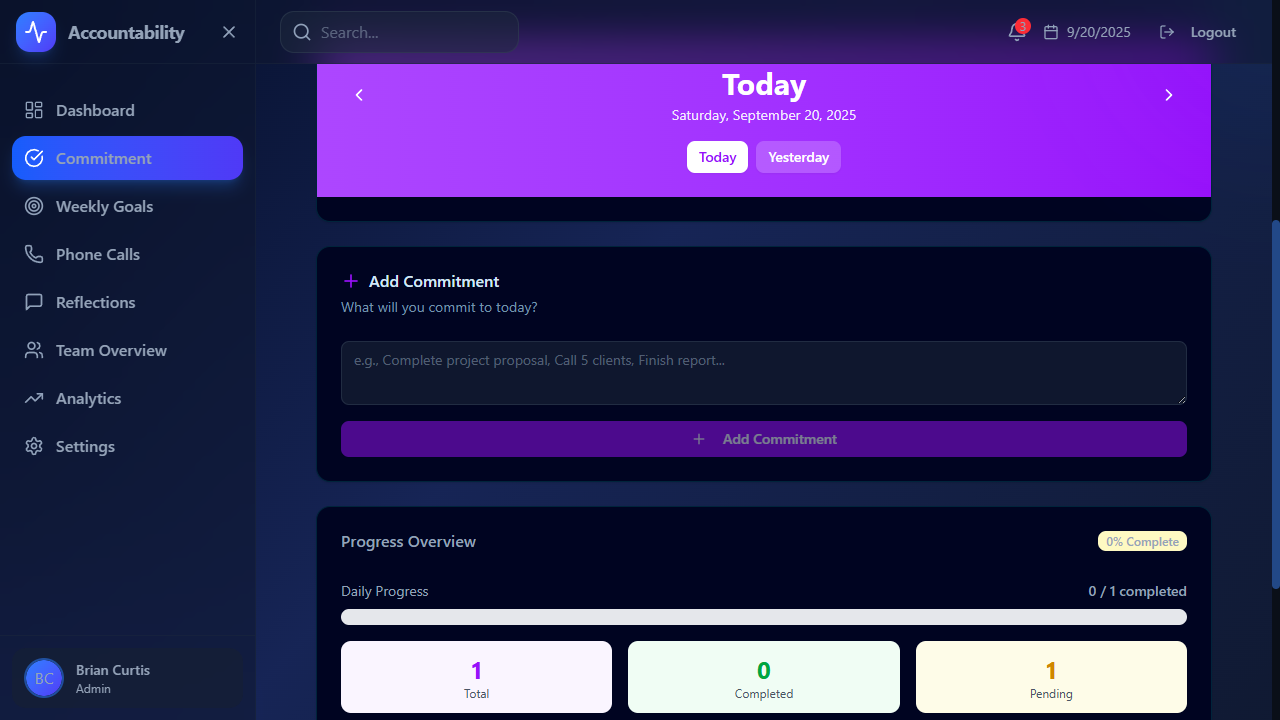 Accountability
Search...
3
9/20/2025
Logout
Dashboard
Commitment
Weekly Goals
Phone Calls
Reflections
Team Overview
Analytics
Settings
BC
Brian Curtis
Admin
Today
Saturday, September 20, 2025
Today
Yesterday
Add Commitment
What will you commit to today?
e.g., Complete project proposal, Call 5 clients, Finish report...
Add Commitment
Progress Overview
0% Complete
Daily Progress
0 / 1 completed
1
Total
0
Completed
1
Pending